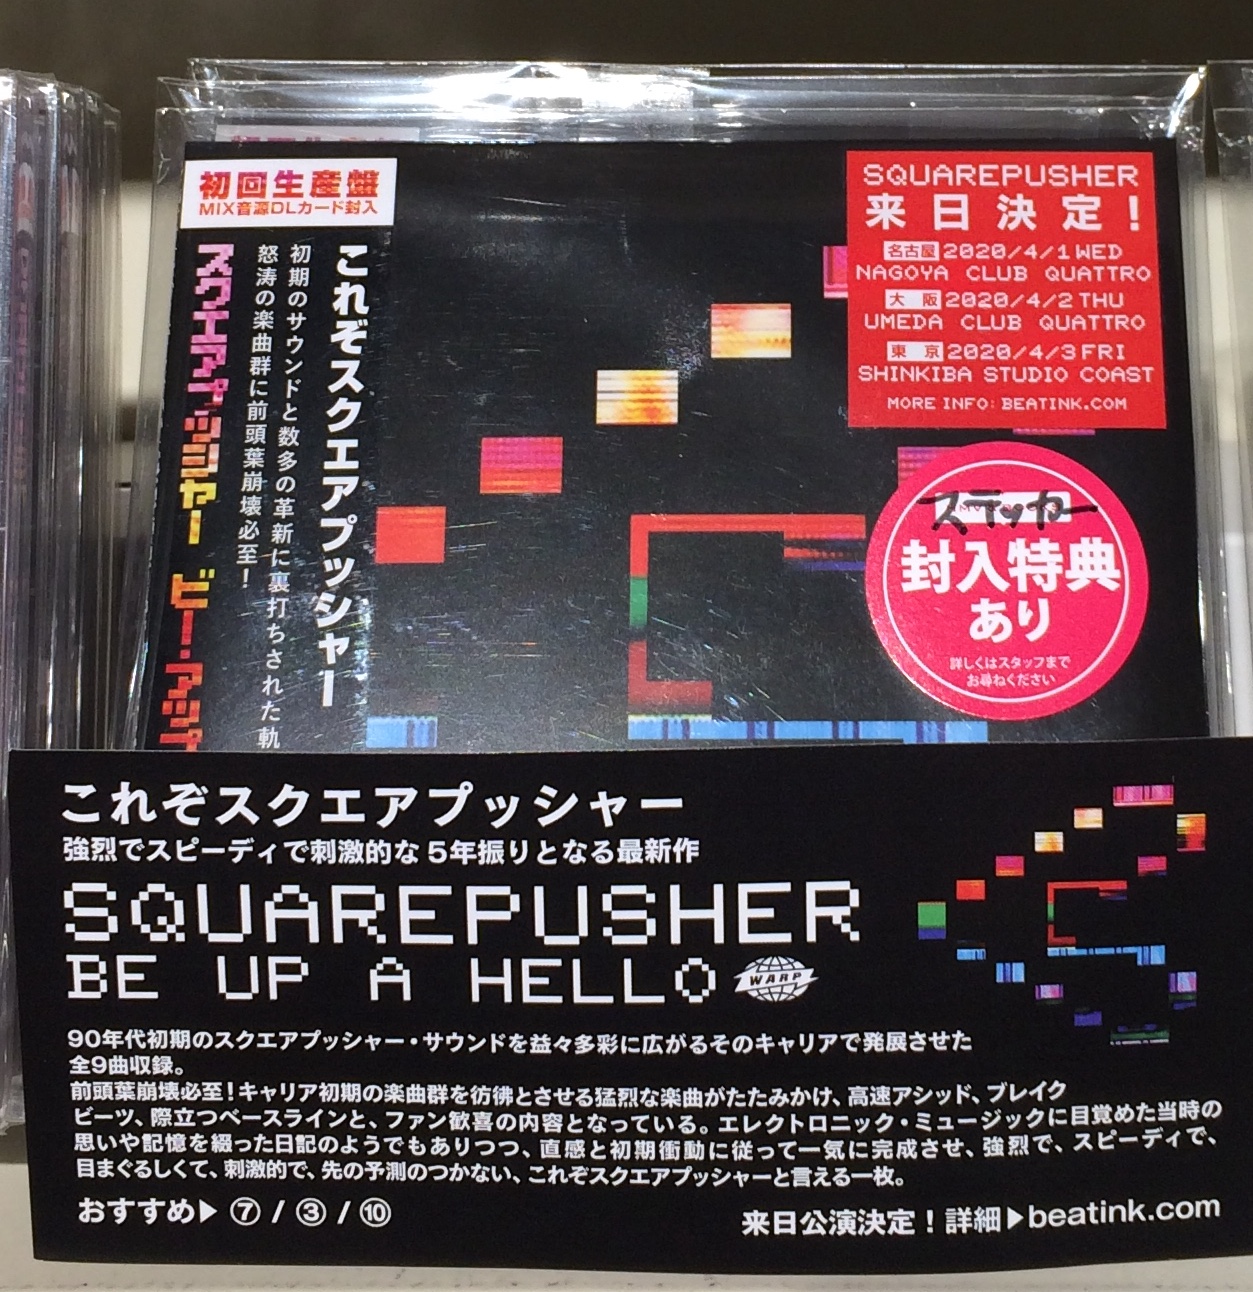 初回生産盤
MIX音源DLカード封入
これぞスクエアプッシャー
初期のサウンドと数多の革新に裏打ちされた軌
怒涛の楽曲群に前頭葉崩壊必至!
スクエアプッシャー ビー・アップ
SQUAREPUSHER
来日決定!
名古屋 2020/4/1 WED
NAGOYA CLUB QUATTRO
大阪 2020/4/2 THU
UMEDA CLUB QUATTRO
東京 2020/4/3 FRI
SHINKIBA STUDIO COAST
MORE INFO: BEATINK.COM
ステッカー
封入特典
あり
詳しくはスタッフまで
お尋ねください
これぞスクエアプッシャー
強烈でスピーディで刺激的な 5年振りとなる最新作
SQUAREPUSHER
BE UP A HELLO WARP
90年代初期のスクエアプッシャー・サウンドを益々多彩に広がるそのキャリアで発展させた
全9曲収録。
前頭葉崩壊必至!キャリア初期の楽曲群を彷彿とさせる猛烈な楽曲がたたみかけ、高速アシッド、ブレイク
ビーツ、際立つベースラインと、ファン歓喜の内容となっている。エレクトロニック・ミュージックに目覚めた当時の
思いや記憶を綴った日記のようでもありつつ、直感と初期衝動に従って一気に完成させ、強烈で、スピーディで、
目まぐるしくて、刺激的で、先の予測のつかない、これぞスクエアプッシャーと言える一枚。
おすすめ▶ ⑦ / ③ / ⑩
来日公演決定!詳細▶beatink.com